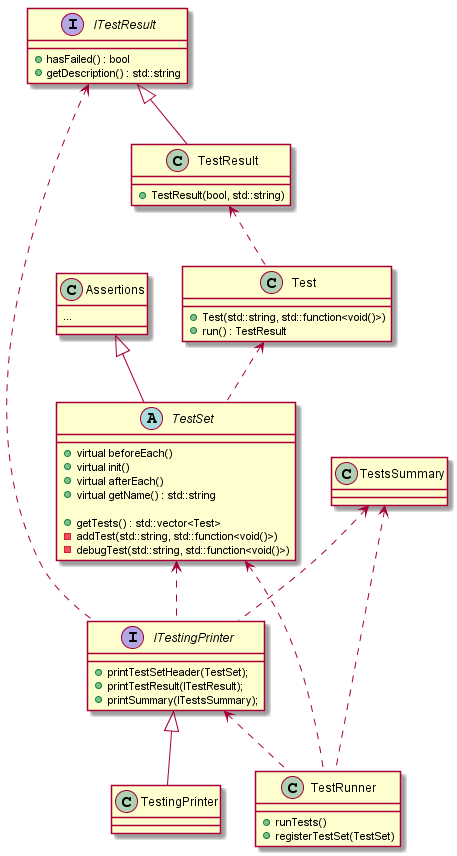 I ITestResult
hasFailed() : bool
getDescription() : std::string
C TestResult
TestResult(bool, std::string)
C Test
Test(std::string, std::function<void()>)
run() : TestResult
C Assertions
...
A TestSet
virtual beforeEach()
virtual init()
virtual afterEach()
virtual getName() : std::string
getTests() : std::vector<Test>
addTest(std::string, std::function<void()>)
debugTest(std::string, std::function<void()>)
C TestsSummary
I ITestingPrinter
printTestSetHeader(TestSet);
printTestResult(ITestResult);
printSummary(ITestsSummary);
C TestingPrinter
C TestRunner
runTests()
registerTestSet(TestSet)